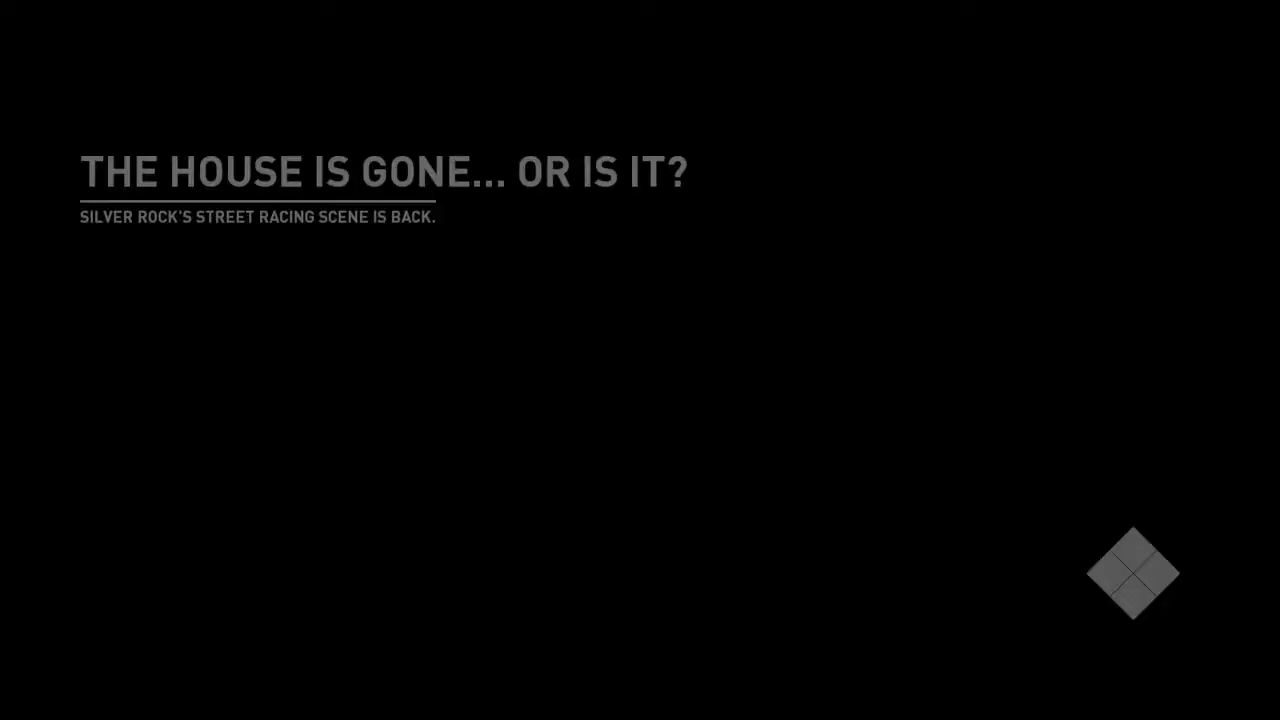 THE HOUSE IS GONE... OR IS IT?
SILVER ROCK'S STREET RACING SCENE IS BACK.